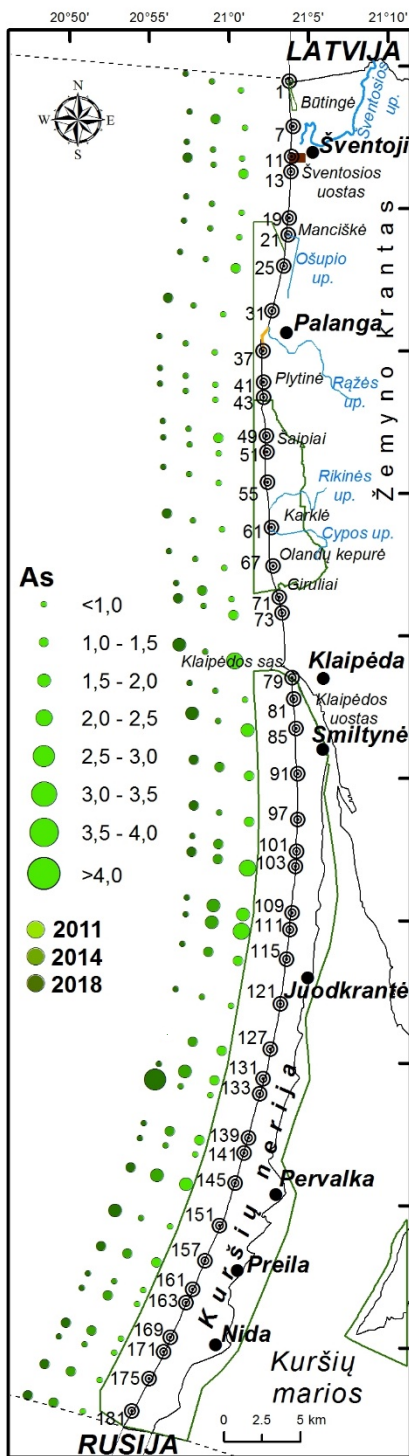 20°50' 20°55' 21°0' 21°5' 21°10'
LATVIJA
N
W E
S
1
Būtingė
Šventosios up.
7
Šventoji
11
13
Šventosios uostas
19
Manciškė
21
Ošupio up.
25
31
Palanga
37
Plytinė
41
Rąžės up.
43
Žemyno krantas
49
Šaipiai
51
55
Rikinės up.
Karklė
61
Cypos up.
Olandų kepurė
67
Giruliai
71
73
As
<1,0
1,0 - 1,5
1,5 - 2,0
2,0 - 2,5
2,5 - 3,0
3,0 - 3,5
3,5 - 4,0
>4,0
2011
2014
2018
Klaipėdos sąs.
Klaipėda
79
81
Klaipėdos uostas
85
Smiltynė
91
97
101
103
109
111
115
Juodkrantė
121
127
131
133
139
141
145
Pervalka
151
157
Kuršių nerija
161
Preila
163
169
171
Nida
175
Kuršių marios
181
0 2.5 5 km
RUSIJA